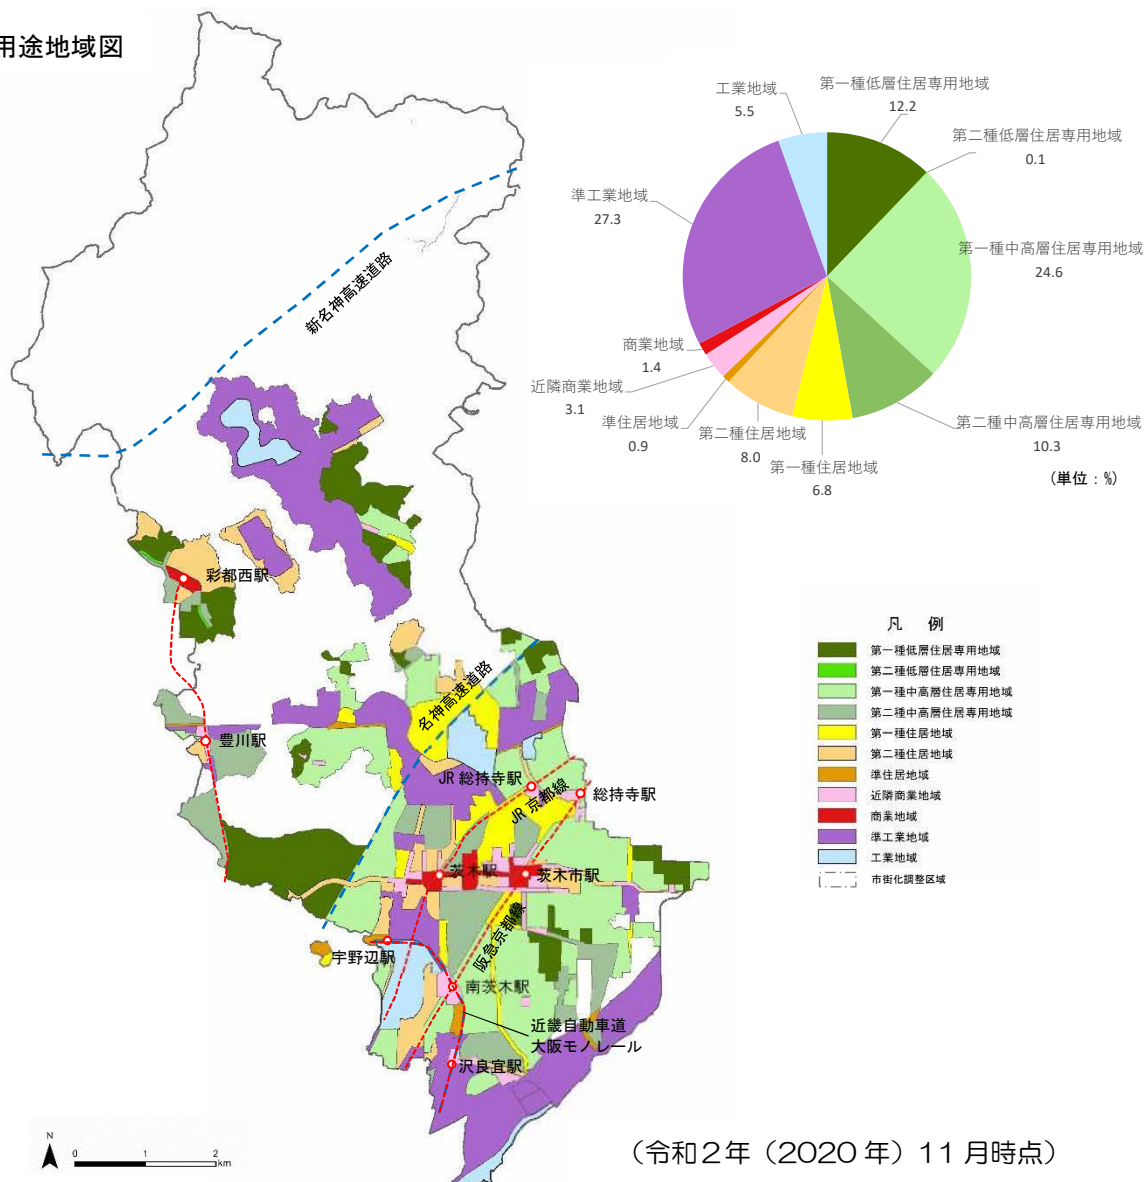 用途地域図
工業地域
5.5
第一種低層住居専用地域
12.2
第二種低層住居専用地域
0.1
準工業地域
27.3
第一種中高層住居専用地域
24.6
商業地域
1.4
近隣商業地域
3.1
準住居地域
0.9
第二種住居地域
8.0
第一種住居地域
6.8
第二種中高層住居専用地域
10.3
(単位：%)
新名神高速道路
彩都西駅
名神高速道路
豊川駅
JR 総持寺駅
JR 京都線
総持寺駅
茨木駅
茨木市駅
阪急京都線
宇野辺駅
南茨木駅
近畿自動車道
大阪モノレール
沢良宜駅
凡 例
第一種低層住居専用地域
第二種低層住居専用地域
第一種中高層住居専用地域
第二種中高層住居専用地域
第一種住居地域
第二種住居地域
準住居地域
近隣商業地域
商業地域
準工業地域
工業地域
市街化調整区域
N
0 1 2
km
（令和２年（2020 年）11 月時点）